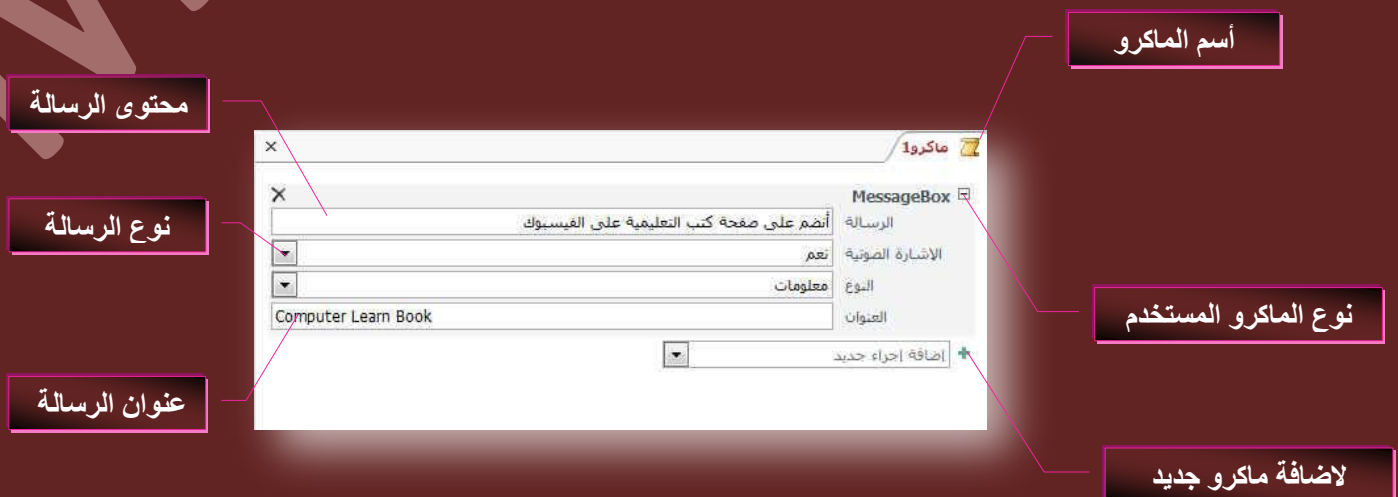 أسم الماكرو
محتوى الرسالة
ماكرو1
MessageBox
الرسالة أنضم على صفحة كتب التعليمية على الفيسبوك
نوع الرسالة
الاشارة الصوتية نعم
النوع معلومات
نوع الماكرو المستخدم
العنوان Computer Learn Book
إضافة إجراء جديد
عنوان الرسالة
لاضافة ماكرو جديد